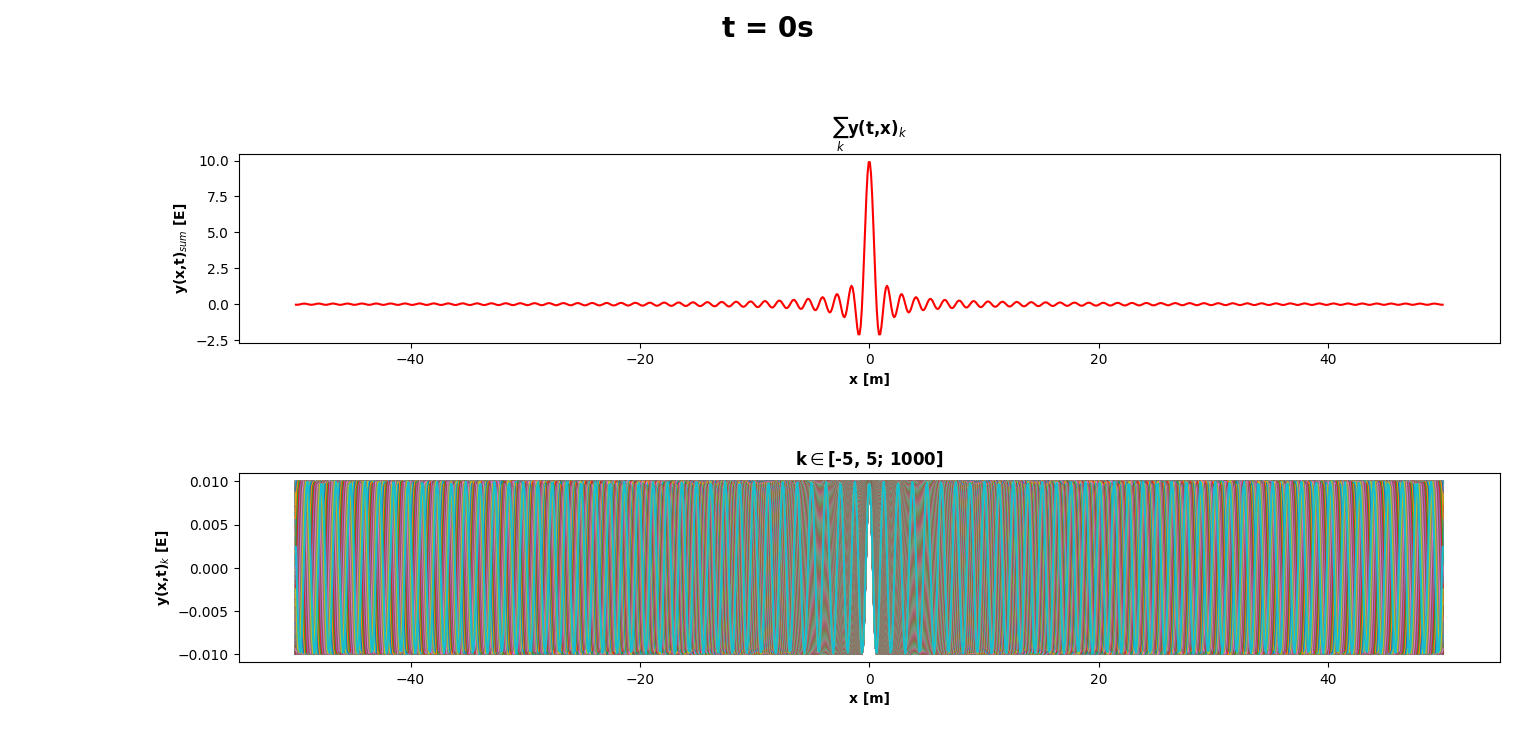 t = 0s
∑y(t,x)k
k
10.0
7.5
5.0
2.5
0.0
−2.5
y(x,t)sum [E]
−40 −20 0 20 40
x [m]
k∈[-5, 5; 1000]
0.010
0.005
0.000
−0.005
−0.010
y(x,t)k [E]
−40 −20 0 20 40
x [m]